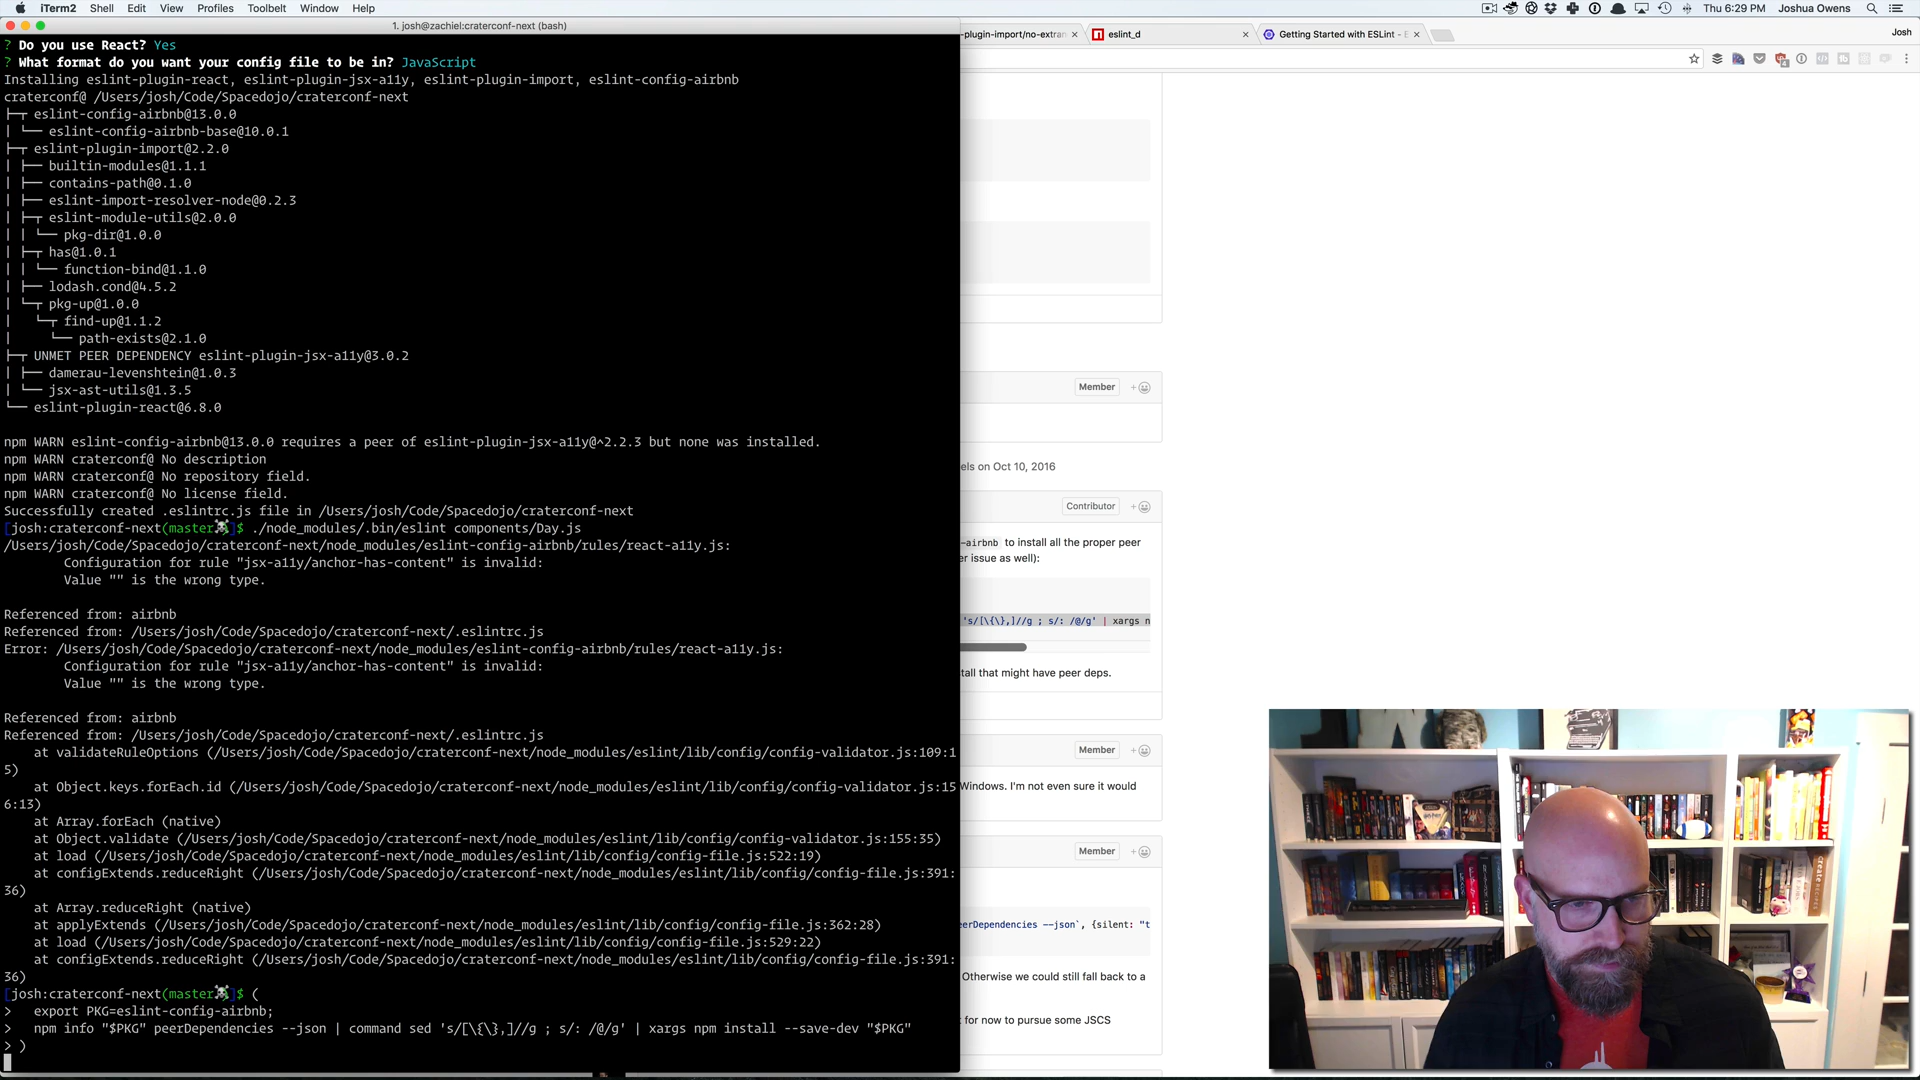 iTerm2 Shell Edit View Profiles Toolbelt Window Help
Thu 6:29 PM Joshua Owens
1. josh@zachiel:craterconf-next (bash)
-plugin-import/no-extran
eslint_d
Getting Started with ESLint - E
Josh
? Do you use React? Yes
? What format do you want your config file to be in? JavaScript
Installing eslint-plugin-react, eslint-plugin-jsx-a11y, eslint-plugin-import, eslint-config-airbnb
craterconf@ /Users/josh/Code/Spacedojo/craterconf-next
├─┬ eslint-config-airbnb@13.0.0
│ └── eslint-config-airbnb-base@10.0.1
├─┬ eslint-plugin-import@2.2.0
│ ├── builtin-modules@1.1.1
│ ├── contains-path@0.1.0
│ ├── eslint-import-resolver-node@0.2.3
│ ├─┬ eslint-module-utils@2.0.0
│ │ └── pkg-dir@1.0.0
│ ├─┬ has@1.0.1
│ │ └── function-bind@1.1.0
│ ├── lodash.cond@4.5.2
│ └─┬ pkg-up@1.0.0
│   └─┬ find-up@1.1.2
│     └── path-exists@2.1.0
├─┬ UNMET PEER DEPENDENCY eslint-plugin-jsx-a11y@3.0.2
│ ├── damerau-levenshtein@1.0.3
│ └── jsx-ast-utils@1.3.5
└── eslint-plugin-react@6.8.0
npm WARN eslint-config-airbnb@13.0.0 requires a peer of eslint-plugin-jsx-a11y@^2.2.3 but none was installed.
npm WARN craterconf@ No description
npm WARN craterconf@ No repository field.
npm WARN craterconf@ No license field.
Successfully created .eslintrc.js file in /Users/josh/Code/Spacedojo/craterconf-next
[josh:craterconf-next(master☠)]$ ./node_modules/.bin/eslint components/Day.js
/Users/josh/Code/Spacedojo/craterconf-next/node_modules/eslint-config-airbnb/rules/react-a11y.js:
Configuration for rule "jsx-a11y/anchor-has-content" is invalid:
Value "" is the wrong type.
Referenced from: airbnb
Referenced from: /Users/josh/Code/Spacedojo/craterconf-next/.eslintrc.js
Error: /Users/josh/Code/Spacedojo/craterconf-next/node_modules/eslint-config-airbnb/rules/react-a11y.js:
Configuration for rule "jsx-a11y/anchor-has-content" is invalid:
Value "" is the wrong type.
Referenced from: airbnb
Referenced from: /Users/josh/Code/Spacedojo/craterconf-next/.eslintrc.js
at validateRuleOptions (/Users/josh/Code/Spacedojo/craterconf-next/node_modules/eslint/lib/config/config-validator.js:109:1
5)
at Object.keys.forEach.id (/Users/josh/Code/Spacedojo/craterconf-next/node_modules/eslint/lib/config/config-validator.js:15
6:13)
at Array.forEach (native)
at Object.validate (/Users/josh/Code/Spacedojo/craterconf-next/node_modules/eslint/lib/config/config-validator.js:155:35)
at load (/Users/josh/Code/Spacedojo/craterconf-next/node_modules/eslint/lib/config/config-file.js:522:19)
at configExtends.reduceRight (/Users/josh/Code/Spacedojo/craterconf-next/node_modules/eslint/lib/config/config-file.js:391:
36)
at Array.reduceRight (native)
at applyExtends (/Users/josh/Code/Spacedojo/craterconf-next/node_modules/eslint/lib/config/config-file.js:362:28)
at load (/Users/josh/Code/Spacedojo/craterconf-next/node_modules/eslint/lib/config/config-file.js:529:22)
at configExtends.reduceRight (/Users/josh/Code/Spacedojo/craterconf-next/node_modules/eslint/lib/config/config-file.js:391:
36)
[josh:craterconf-next(master☠)]$ (
> export PKG=eslint-config-airbnb;
> npm info "$PKG" peerDependencies --json | command sed 's/[\{\},]//g ; s/: /@/g' | xargs npm install --save-dev "$PKG"
> )
Member
els on Oct 10, 2016
Contributor
-airbnb to install all the proper peer
er issue as well):
's/[\{\},]//g ; s/: /@/g' | xargs n
tall that might have peer deps.
Member
Windows. I'm not even sure it would
Member
eerDependencies --json`, {silent: "t
Otherwise we could still fall back to a
t for now to pursue some JSCS